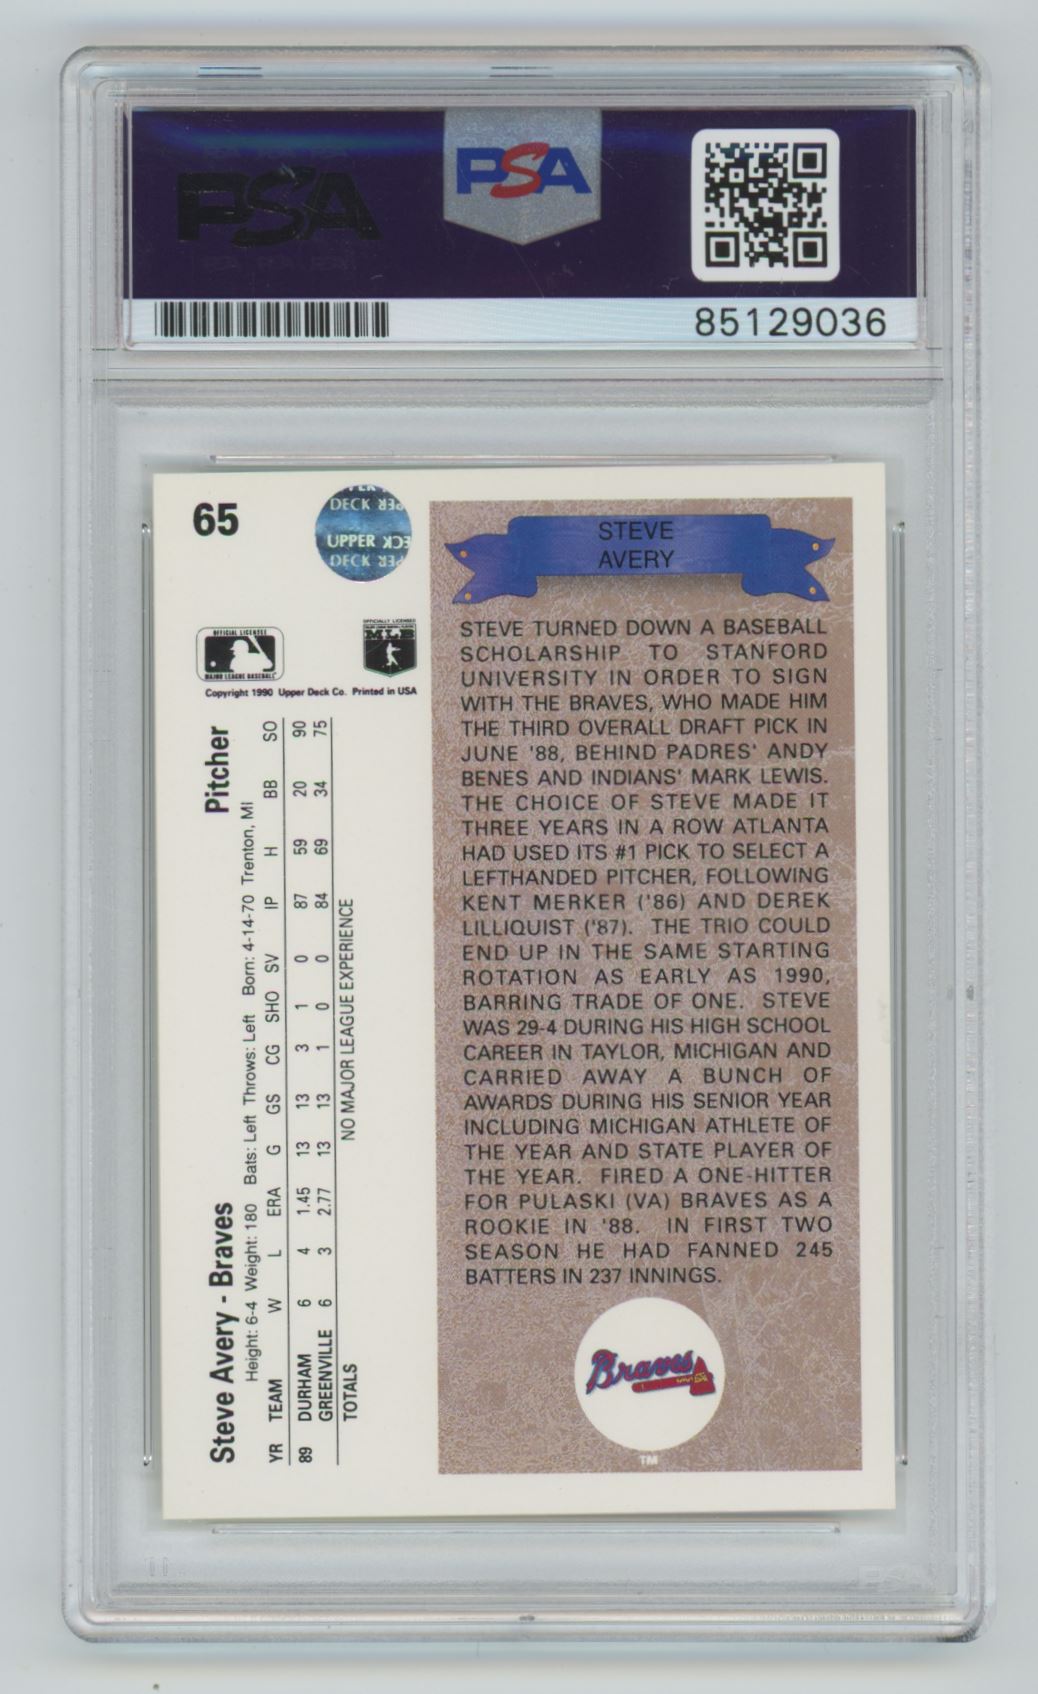 PSA
PSA
85129036
65
DECK
UPPER
DECK
OFFICIAL LICENSEE
MAJOR LEAGUE BASEBALL
OFFICIALLY LICENSED
MLB
Copyright 1990 Upper Deck Co. Printed in USA
Steve Avery - Braves Pitcher
Height: 6-4 Weight: 180 Bats: Left Throws: Left Born: 4-14-70 Trenton, MI
YR TEAM W L ERA G GS CG SHO SV IP H BB SO
89 DURHAM 6 4 1.45 13 13 3 1 0 87 59 20 90
GREENVILLE 6 3 2.77 13 13 1 0 0 84 69 34 75
TOTALS NO MAJOR LEAGUE EXPERIENCE
STEVE
AVERY
STEVE TURNED DOWN A BASEBALL
SCHOLARSHIP TO STANFORD
UNIVERSITY IN ORDER TO SIGN
WITH THE BRAVES, WHO MADE HIM
THE THIRD OVERALL DRAFT PICK IN
JUNE '88, BEHIND PADRES' ANDY
BENES AND INDIANS' MARK LEWIS.
THE CHOICE OF STEVE MADE IT
THREE YEARS IN A ROW ATLANTA
HAD USED ITS #1 PICK TO SELECT A
LEFTHANDED PITCHER, FOLLOWING
KENT MERKER ('86) AND DEREK
LILLIQUIST ('87). THE TRIO COULD
END UP IN THE SAME STARTING
ROTATION AS EARLY AS 1990,
BARRING TRADE OF ONE. STEVE
WAS 29-4 DURING HIS HIGH SCHOOL
CAREER IN TAYLOR, MICHIGAN AND
CARRIED AWAY A BUNCH OF
AWARDS DURING HIS SENIOR YEAR
INCLUDING MICHIGAN ATHLETE OF
THE YEAR AND STATE PLAYER OF
THE YEAR. FIRED A ONE-HITTER
FOR PULASKI (VA) BRAVES AS A
ROOKIE IN '88. IN FIRST TWO
SEASON HE HAD FANNED 245
BATTERS IN 237 INNINGS.
Braves
TM